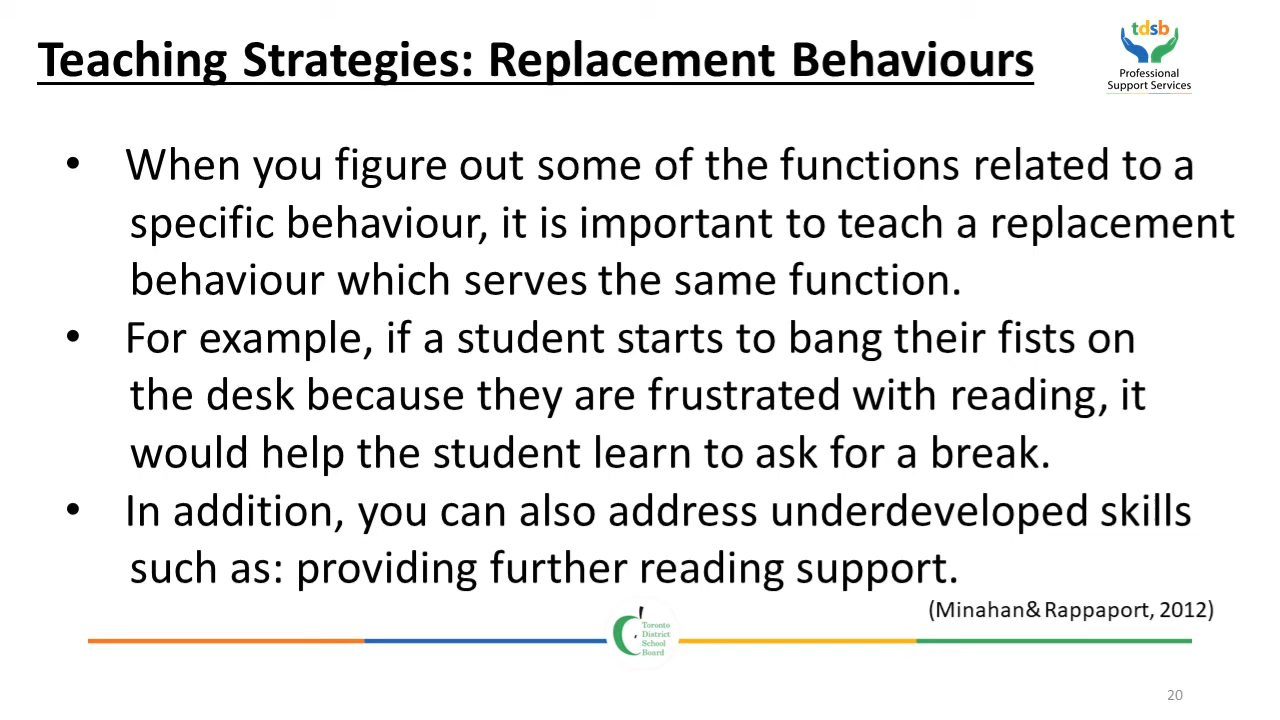 Teaching Strategies: Replacement Behaviours
tdsb
Professional
Support Services
• When you figure out some of the functions related to a
specific behaviour, it is important to teach a replacement
behaviour which serves the same function.
• For example, if a student starts to bang their fists on
the desk because they are frustrated with reading, it
would help the student learn to ask for a break.
• In addition, you can also address underdeveloped skills
such as: providing further reading support.
(Minahan& Rappaport, 2012)
Toronto
District
School
Board
20